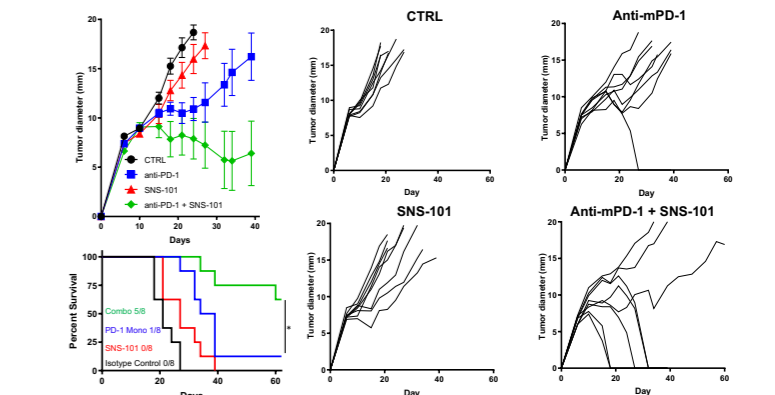 Tumor diameter (mm)
20
15
10
5
0
CTRL
anti-PD-1
SNS-101
anti-PD-1 + SNS-101
0
10
20
30
40
Days
CTRL
Tumor diameter (mm)
20
15
10
5
0
0
20
40
60
Day
Anti-mPD-1
Tumor diameter (mm)
20
15
10
5
0
0
20
40
60
Day
Percent Survival
100
75
50
25
0
Combo 5/8
PD-1 Mono 1/8
SNS-101 0/8
Isotype Control 0/8
*
0
20
40
60
Days
SNS-101
Tumor diameter (mm)
20
15
10
5
0
0
20
40
60
Day
Anti-mPD-1 + SNS-101
Tumor diameter (mm)
20
15
10
5
0
0
20
40
60
Day